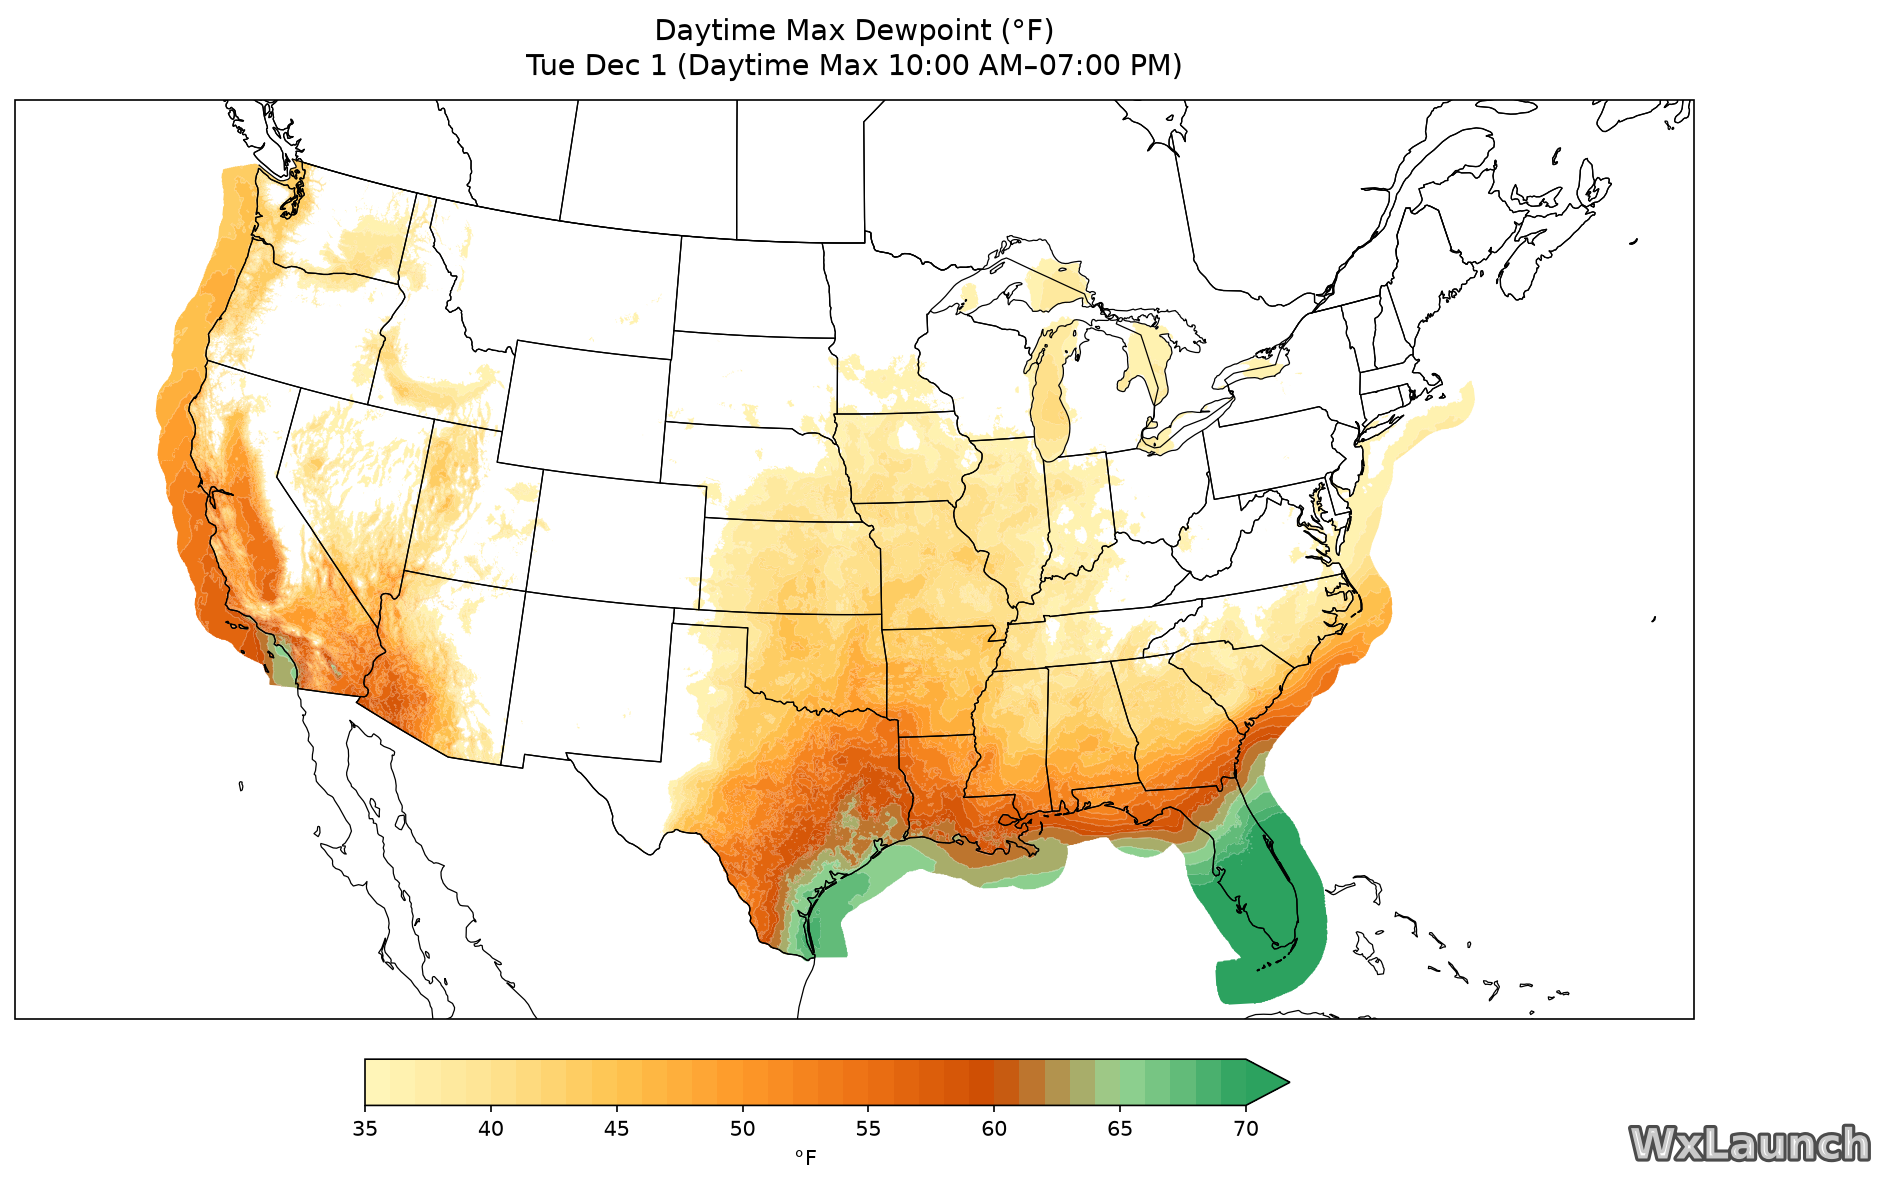 Daytime Max Dewpoint (°F)
Tue Dec 1 (Daytime Max 10:00 AM–07:00 PM)
35 40 45 50 55 60 65 70
°F
WxLaunch